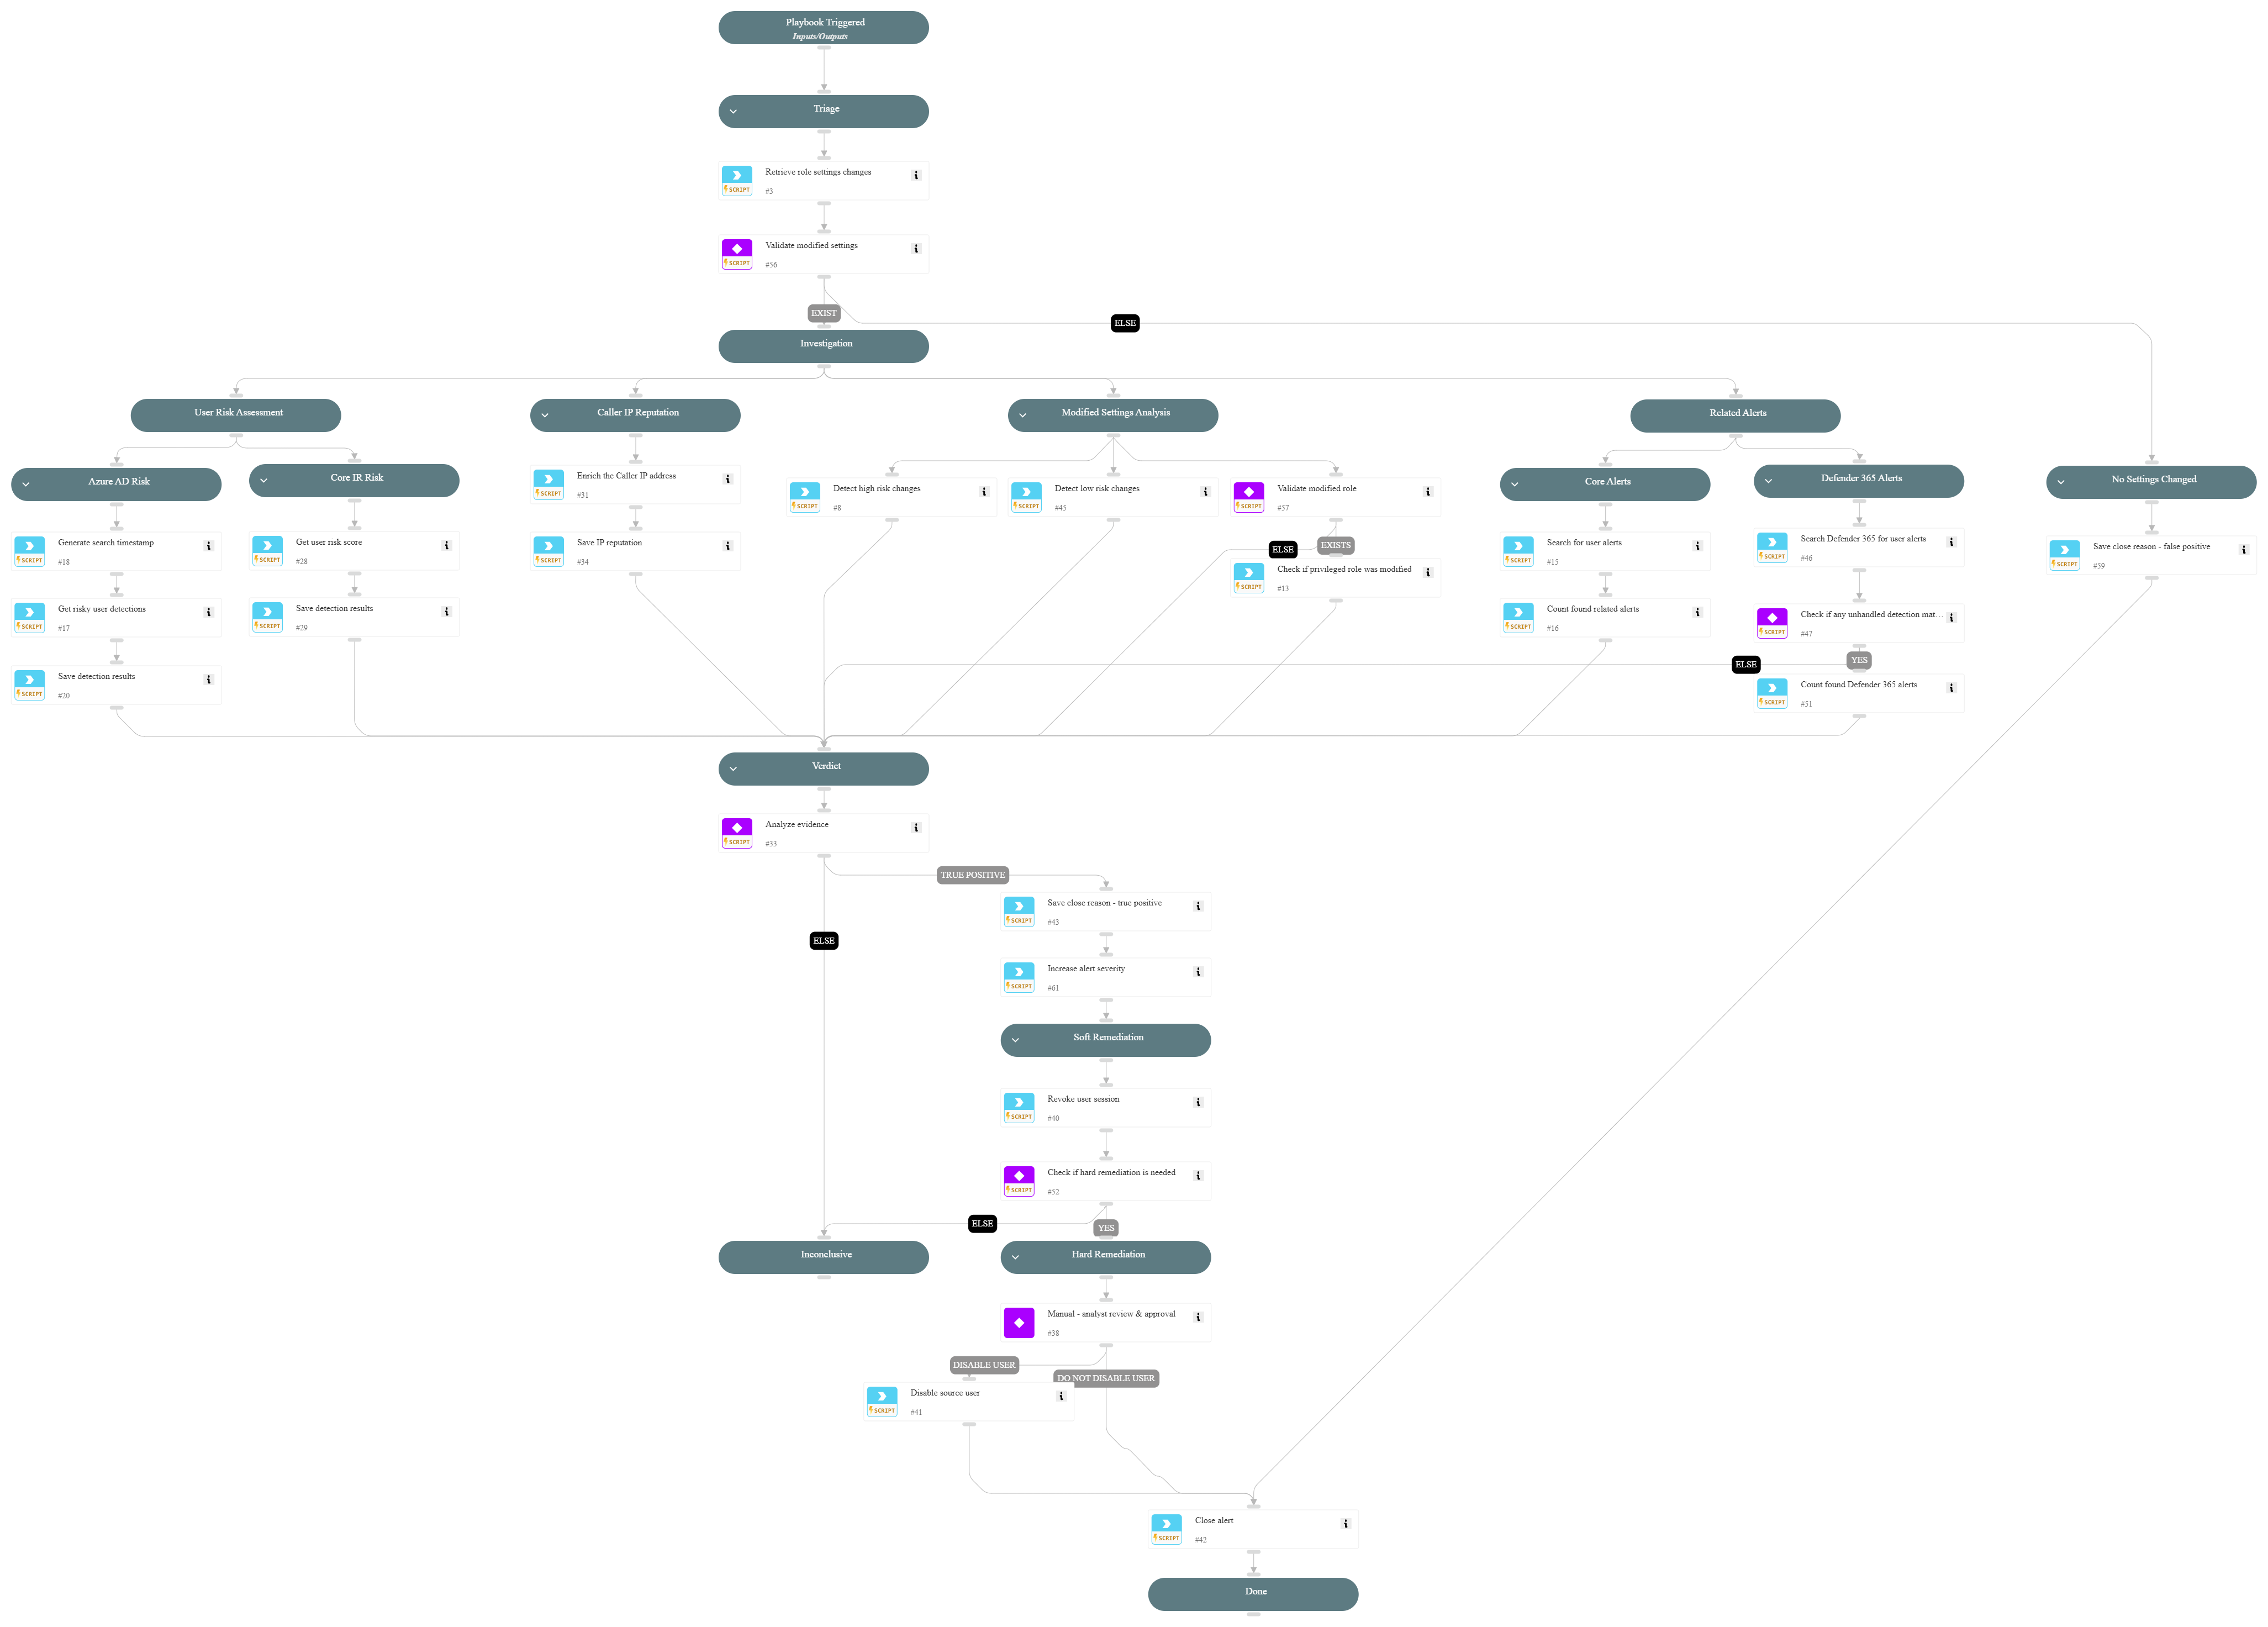 Playbook Triggered
Inputs/Outputs
Triage
Retrieve role settings changes
SCRIPT
#3
Validate modified settings
SCRIPT
#56
EXIST
ELSE
Investigation
User Risk Assessment
Caller IP Reputation
Modified Settings Analysis
Related Alerts
Azure AD Risk
Core IR Risk
Enrich the Caller IP address
SCRIPT
#31
Detect high risk changes
SCRIPT
#8
Detect low risk changes
SCRIPT
#45
Validate modified role
SCRIPT
#57
Core Alerts
Defender 365 Alerts
No Settings Changed
Generate search timestamp
SCRIPT
#18
Get user risk score
SCRIPT
#28
Save IP reputation
SCRIPT
#34
ELSE
EXISTS
Check if privileged role was modified
SCRIPT
#13
Search for user alerts
SCRIPT
#15
Search Defender 365 for user alerts
SCRIPT
#46
Save close reason - false positive
SCRIPT
#59
Get risky user detections
SCRIPT
#17
Save detection results
SCRIPT
#29
Count found related alerts
SCRIPT
#16
Check if any unhandled detection mat...
SCRIPT
#47
ELSE
YES
Save detection results
SCRIPT
#20
Count found Defender 365 alerts
SCRIPT
#51
Verdict
Analyze evidence
SCRIPT
#33
TRUE POSITIVE
Save close reason - true positive
SCRIPT
#43
ELSE
Increase alert severity
SCRIPT
#61
Soft Remediation
Revoke user session
SCRIPT
#40
Check if hard remediation is needed
SCRIPT
#52
ELSE
YES
Inconclusive
Hard Remediation
Manual - analyst review & approval
#38
DISABLE USER
DO NOT DISABLE USER
Disable source user
SCRIPT
#41
Close alert
SCRIPT
#42
Done